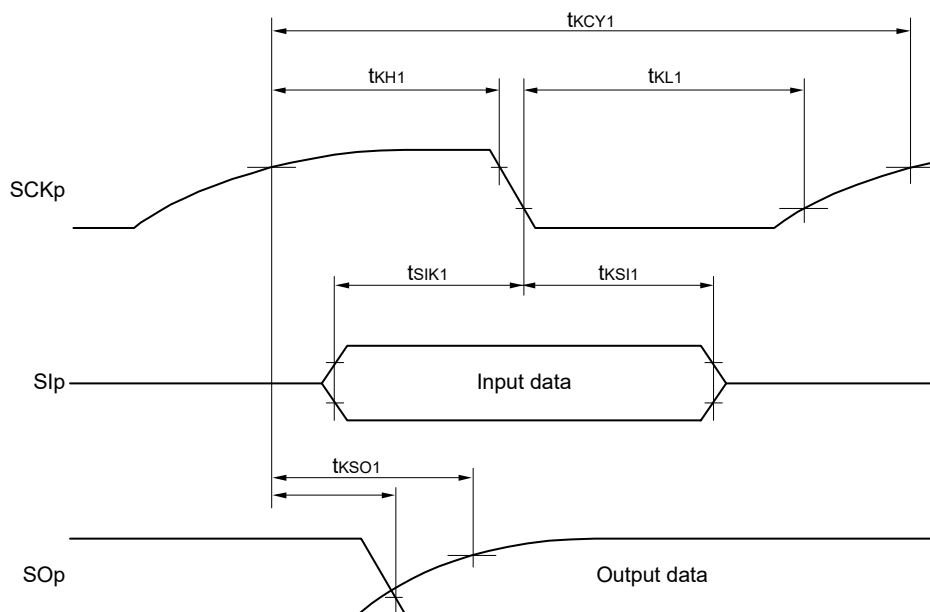 tKCY1
tKH1
tKL1
SCKp
tSIK1
tKSI1
SIp
Input data
tKSO1
SOp
Output data